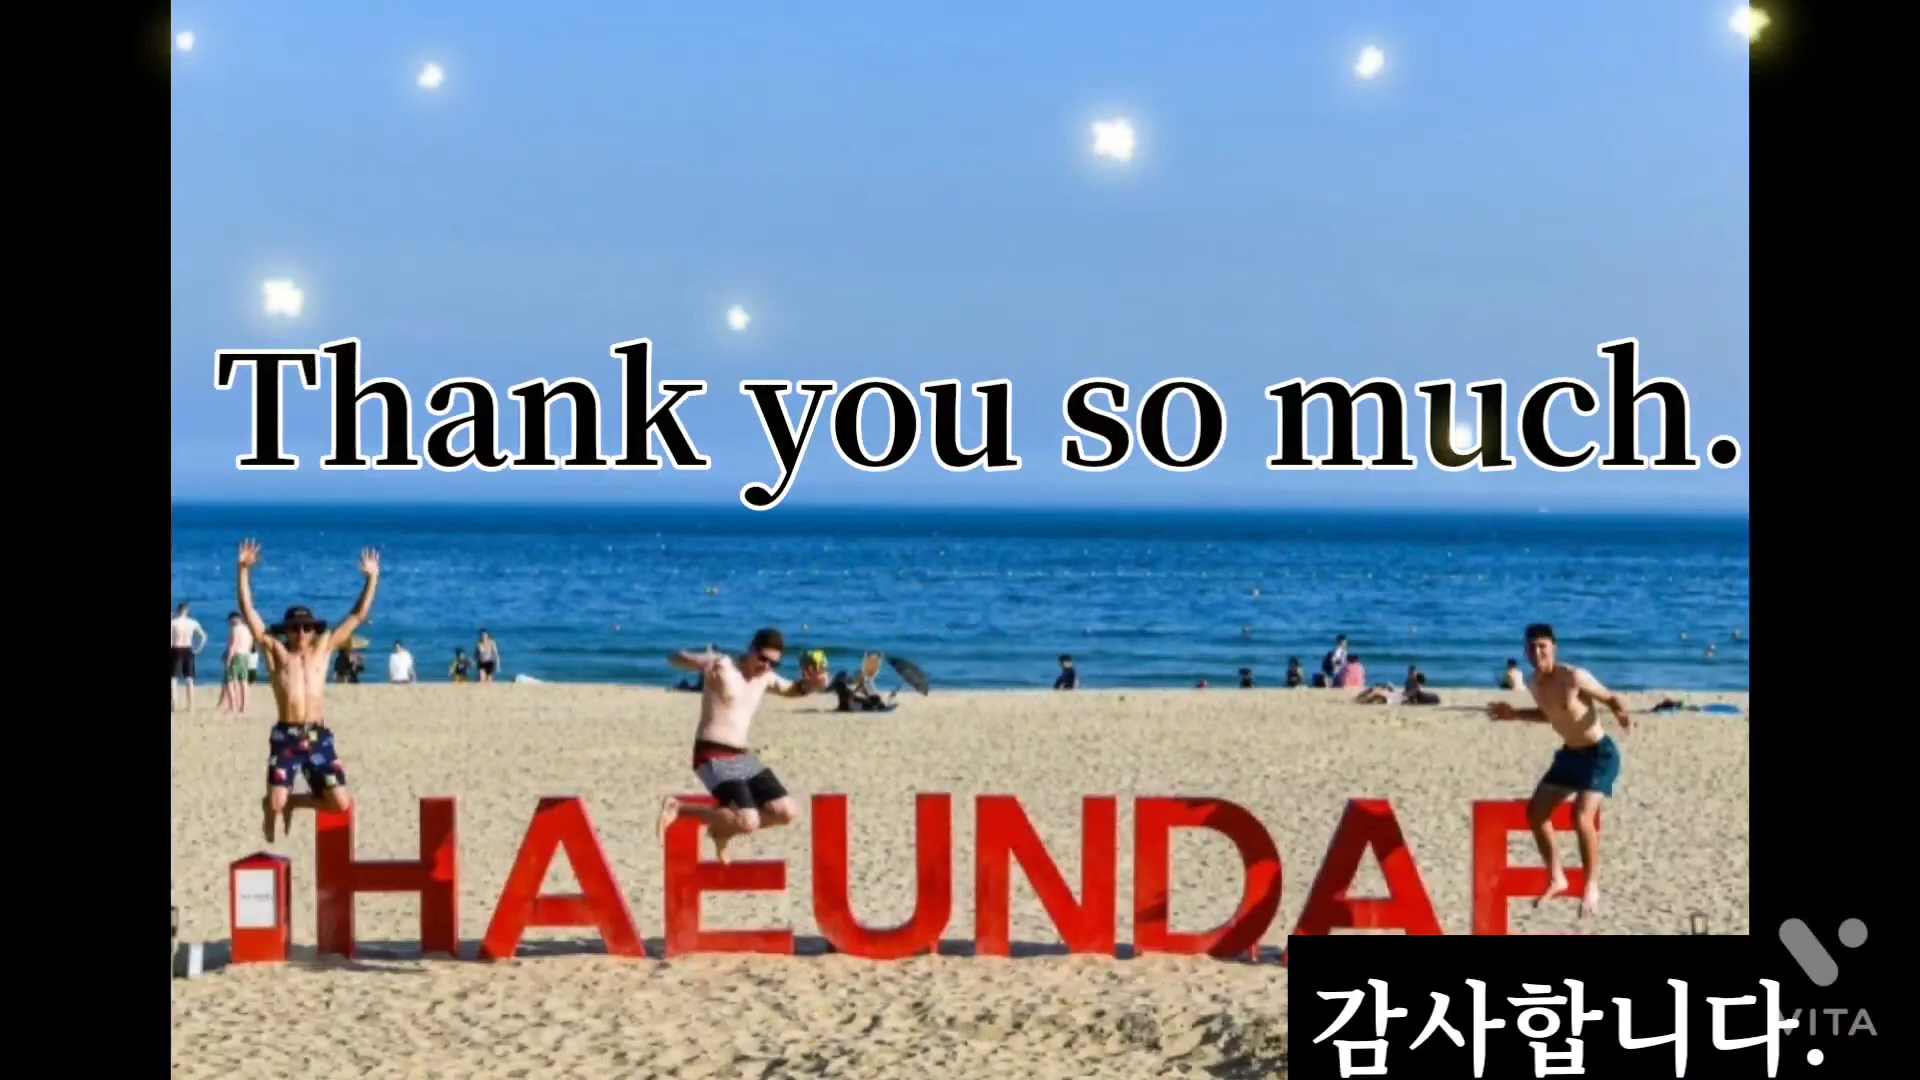 Thank you so much.
HAEUNDAE
감사합니다.
VITA